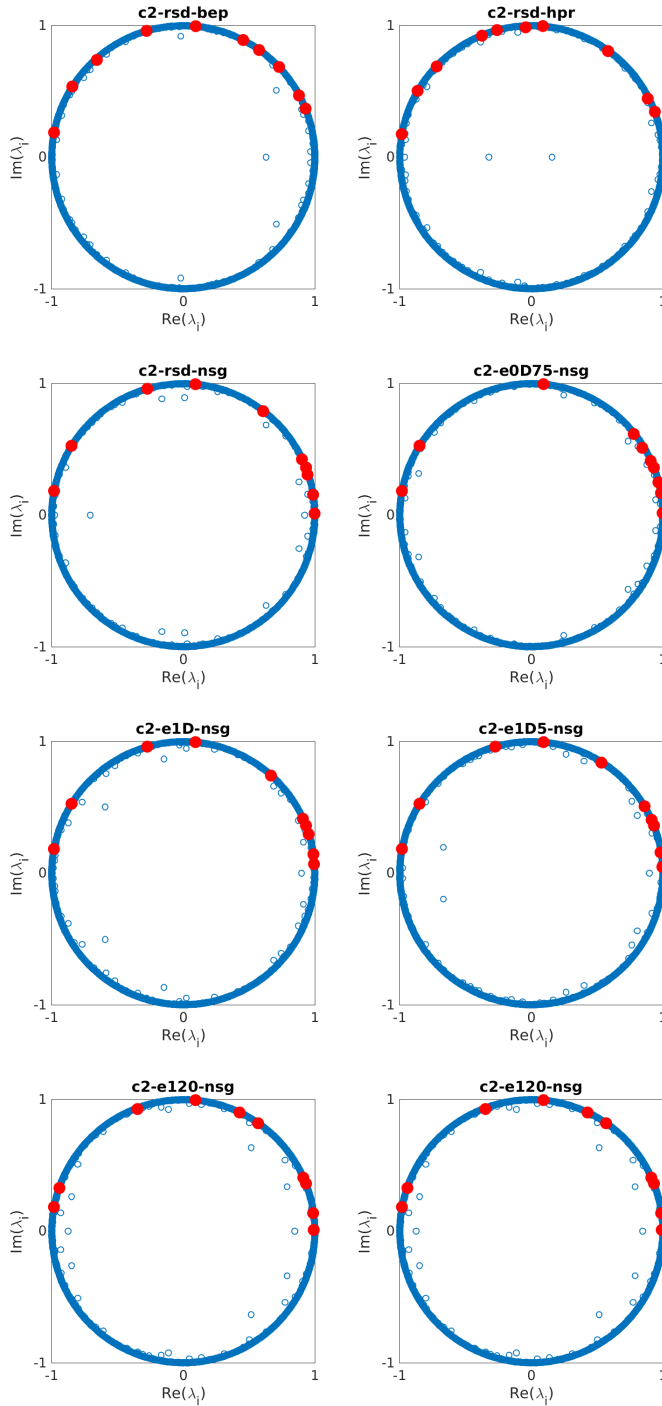 c2-rsd-bep
1
0
-1
Im(λi)
-1
0
1
Re(λi)
c2-rsd-hpr
1
0
-1
Im(λi)
-1
0
1
Re(λi)
c2-rsd-nsg
1
0
-1
Im(λi)
-1
0
1
Re(λi)
c2-e0D75-nsg
1
0
-1
Im(λi)
-1
0
1
Re(λi)
c2-e1D-nsg
1
0
-1
Im(λi)
-1
0
1
Re(λi)
c2-e1D5-nsg
1
0
-1
Im(λi)
-1
0
1
Re(λi)
c2-e120-nsg
1
0
-1
Im(λi)
-1
0
1
Re(λi)
c2-e120-nsg
1
0
-1
Im(λi)
-1
0
1
Re(λi)